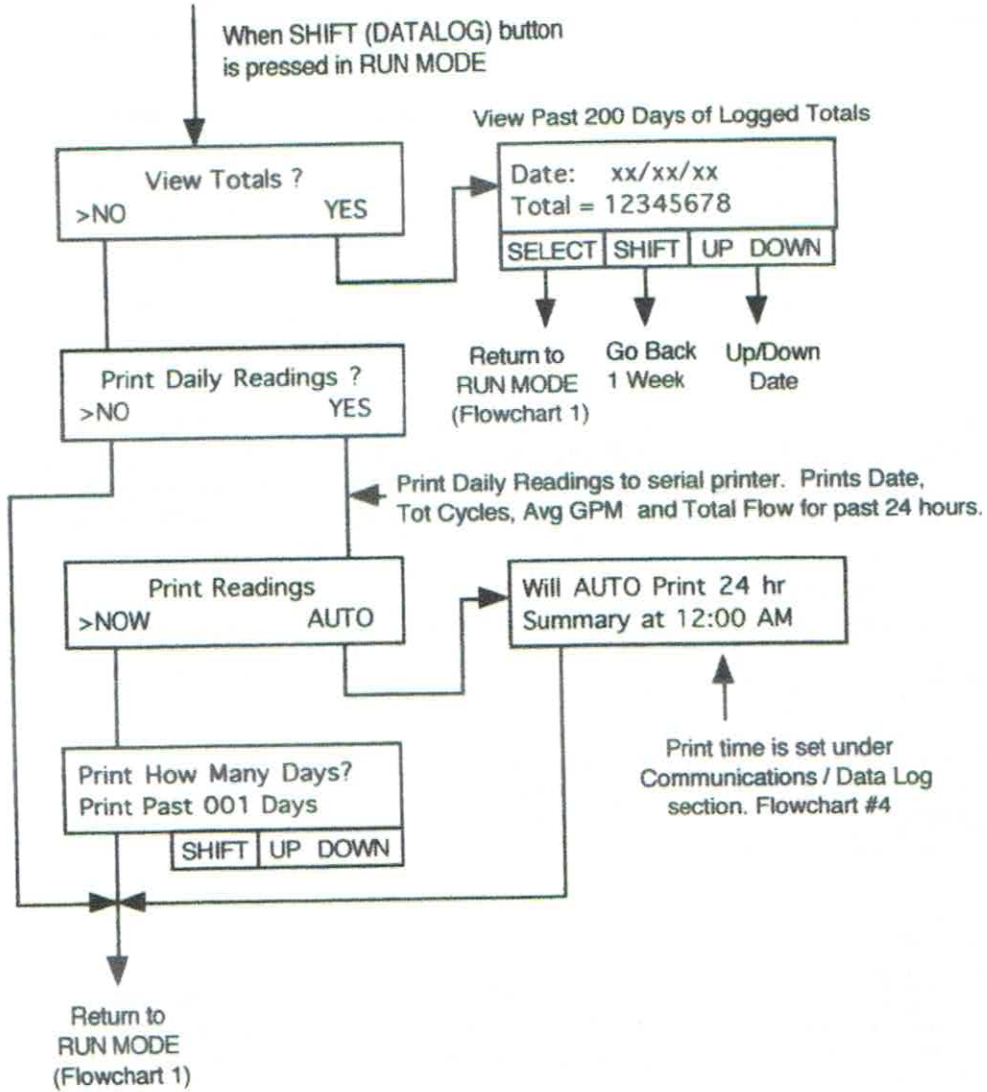 When SHIFT (DATALOG) button
is pressed in RUN MODE
View Past 200 Days of Logged Totals
View Totals ?
>NO YES
Date: xx/xx/xx
Total = 12345678
SELECT SHIFT UP DOWN
Return to
RUN MODE
(Flowchart 1)
Go Back
1 Week
Up/Down
Date
Print Daily Readings ?
>NO YES
Print Daily Readings to serial printer. Prints Date,
Tot Cycles, Avg GPM and Total Flow for past 24 hours.
Print Readings
>NOW AUTO
Will AUTO Print 24 hr
Summary at 12:00 AM
Print time is set under
Communications / Data Log
section. Flowchart #4
Print How Many Days?
Print Past 001 Days
SHIFT UP DOWN
Return to
RUN MODE
(Flowchart 1)